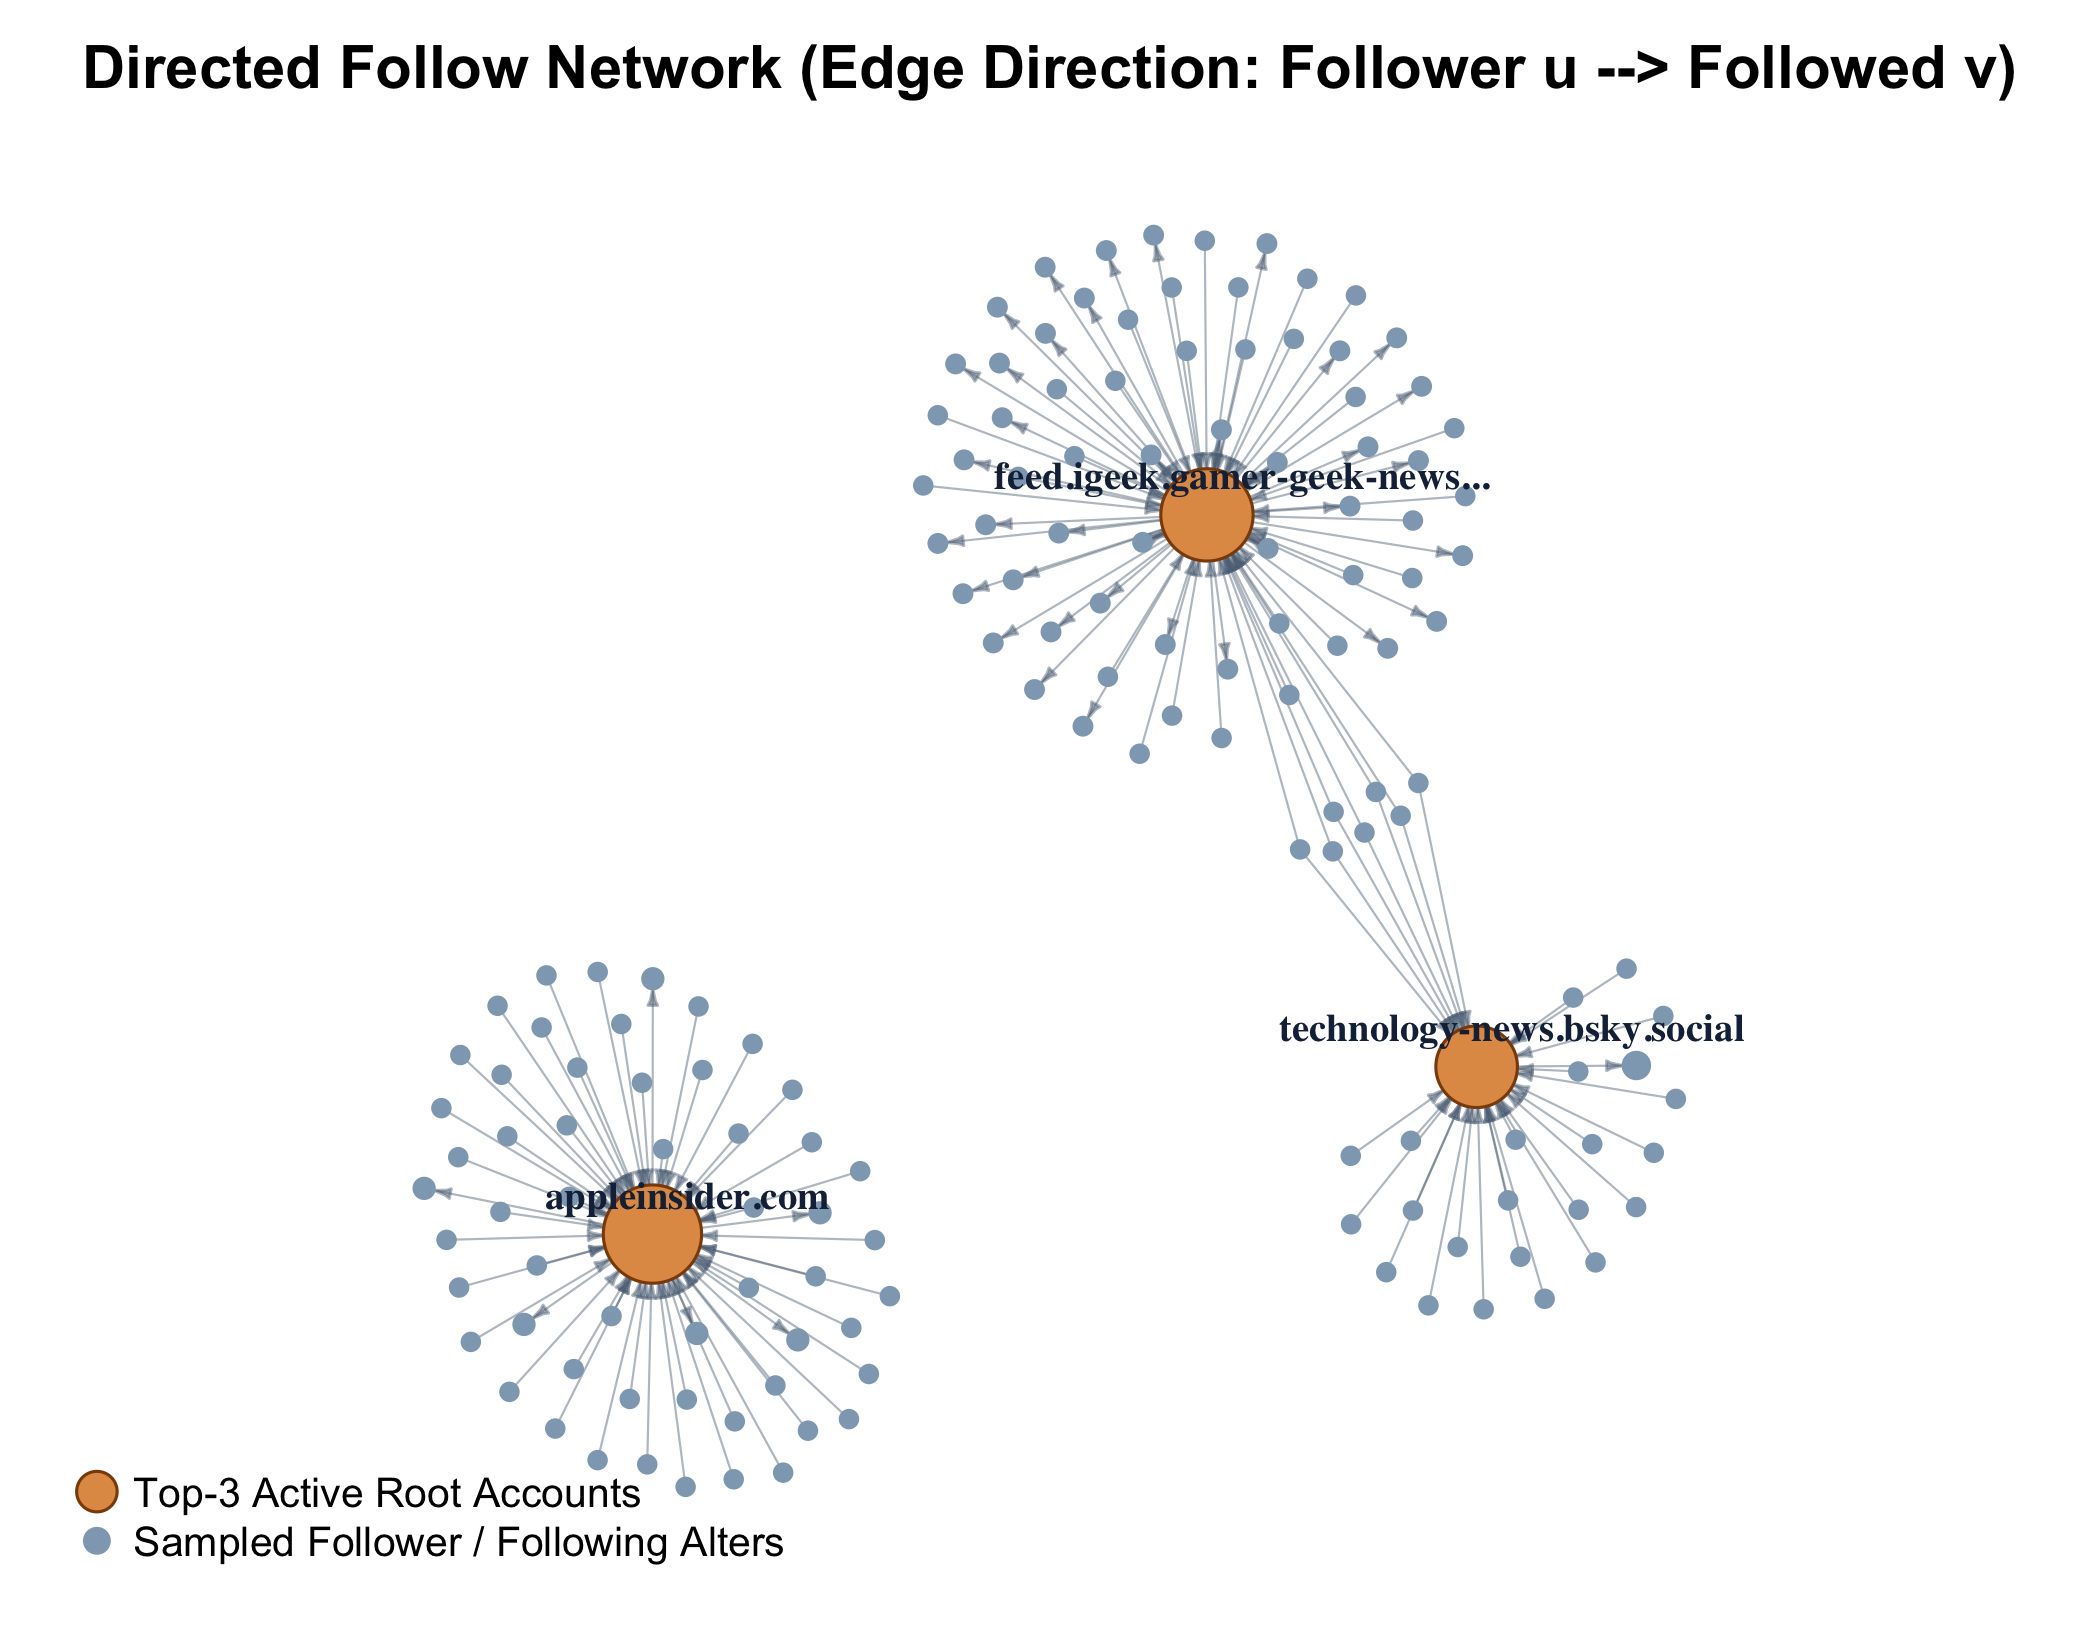 Directed Follow Network (Edge Direction: Follower u --> Followed v)
feed.igeek.gamer-geek-news...
technology-news.bsky.social
appleinsider.com
Top-3 Active Root Accounts
Sampled Follower / Following Alters